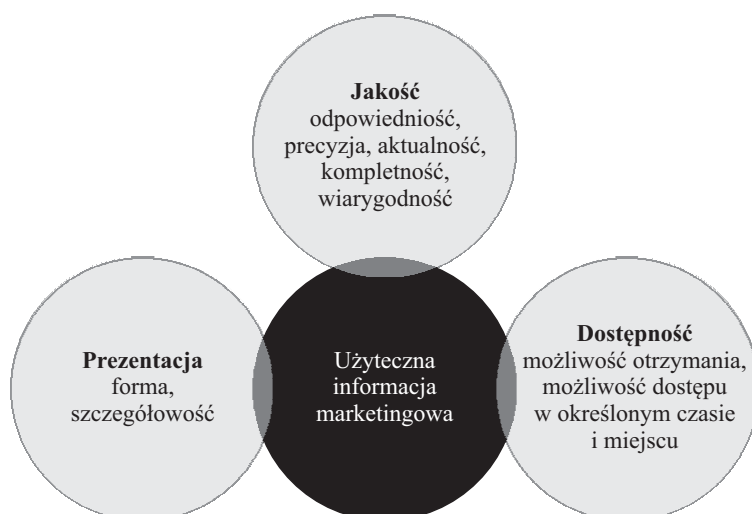 Jakość
odpowiedniość,
precyzja, aktualność,
kompletność,
wiarygodność
Prezentacja
forma,
szczegółowość
Użyteczna
informacja
marketingowa
Dostępność
możliwość otrzymania,
możliwość dostępu
w określonym czasie
i miejscu